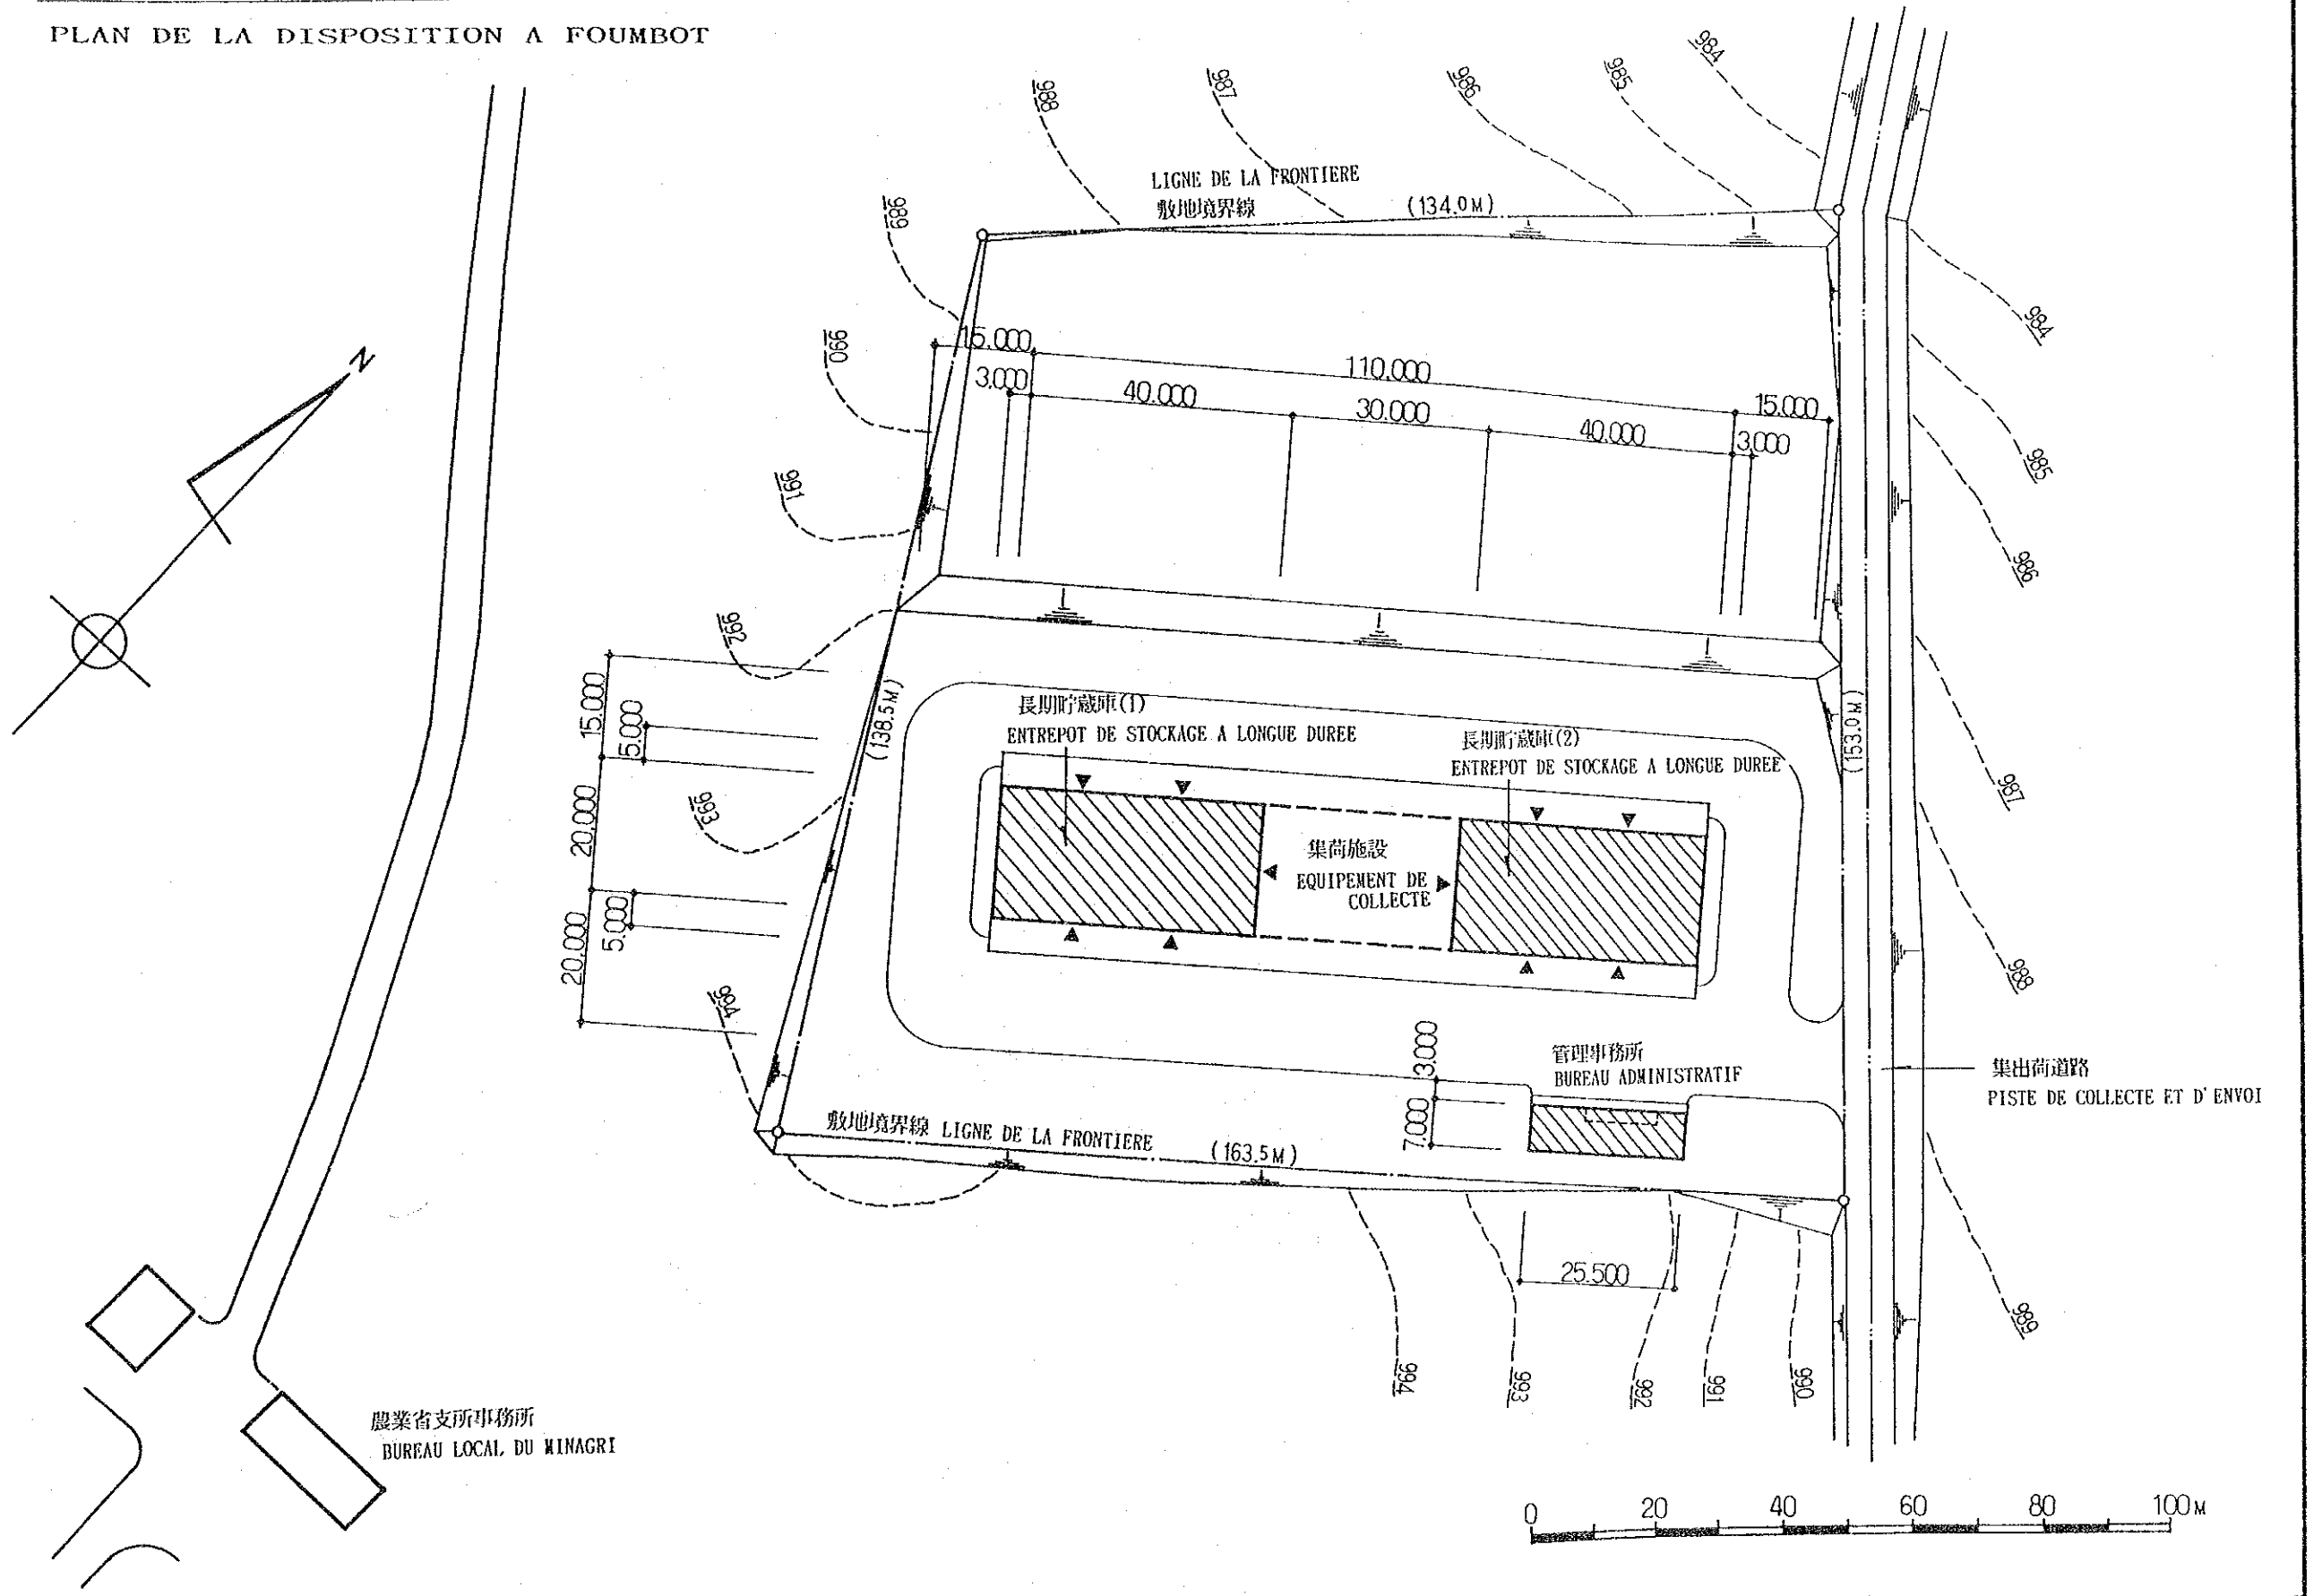 PLAN DE LA DISPOSITION A FOUMBOT
984
985
986
987
988
LIGNE DE LA FRONTIERE
敷地境界線
(134.0M)
989
990
991
992
993
994
N
15.000
110.000
3.000
40.000
30.000
40.000
15.000
3.000
984
985
986
987
988
989
15.000
5.000
20.000
5.000
20.000
(138.5M)
(153.0M)
長期貯蔵庫(1)
ENTREPOT DE STOCKAGE A LONGUE DUREE
長期貯蔵庫(2)
ENTREPOT DE STOCKAGE A LONGUE DUREE
集荷施設
EQUIPEMENT DE
COLLECTE
3.000
7.000
管理事務所
BUREAU ADMINISTRATIF
集出荷道路
PISTE DE COLLECTE ET D'ENVOI
敷地境界線 LIGNE DE LA FRONTIERE
(163.5M)
25.500
994
993
992
991
990
農業省支所事務所
BUREAU LOCAL DU MINAGRI
0 20 40 60 80 100M